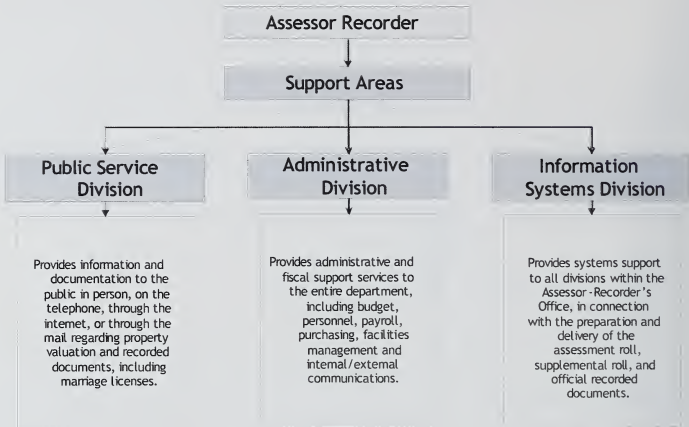 Assessor Recorder
Support Areas
Public Service
Division
Provides information and
documentation to the
public in person, on the
telephone, through the
internet, or through the
mail regarding property
valuation and recorded
documents, including
marriage licenses.
Administrative
Division
Provides administrative and
fiscal support services to
the entire department,
including budget,
personnel, payroll,
purchasing, facilities
management and
internal/external
communications.
Information
Systems Division
Provides systems support
to all divisions within the
Assessor-Recorder's
Office, in connection
with the preparation and
delivery of the
assessment roll,
supplemental roll, and
official recorded
documents.